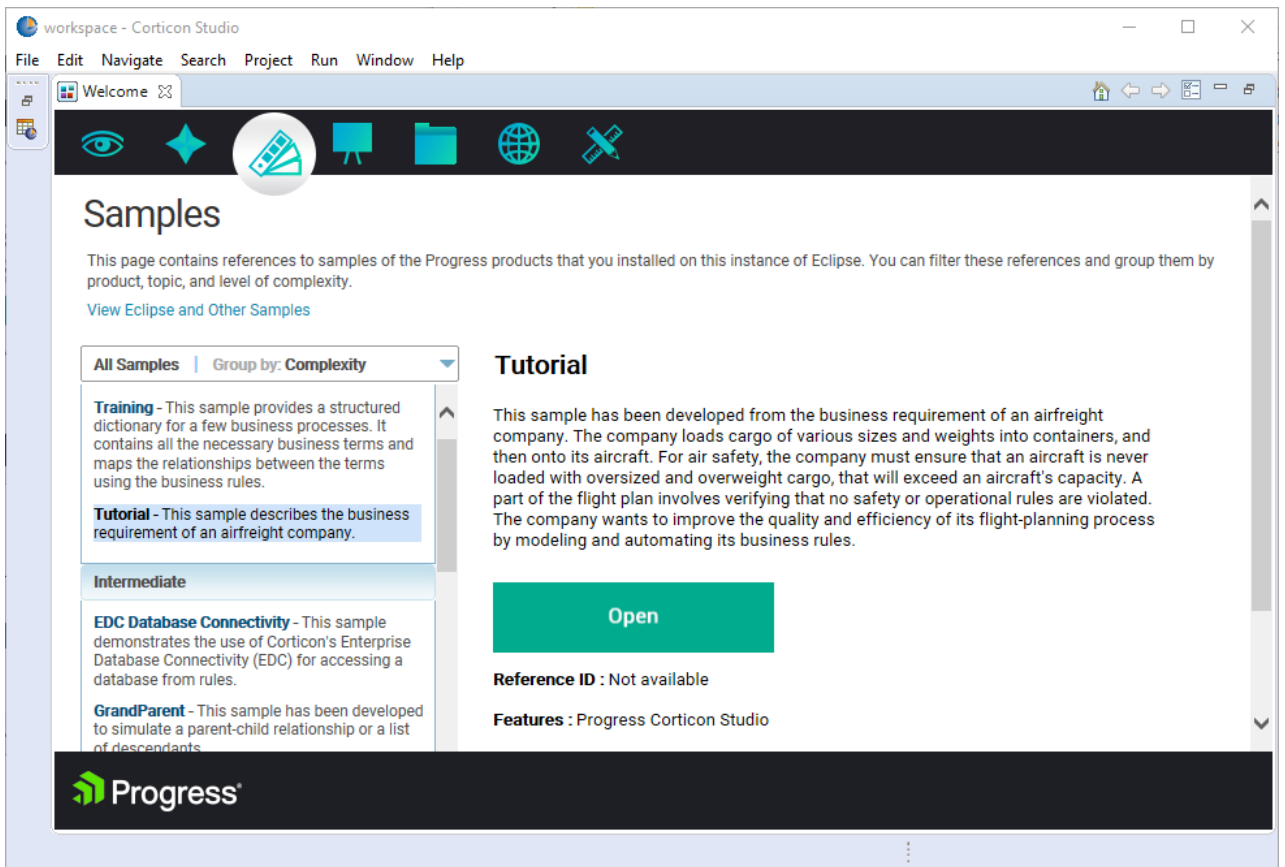 workspace - Corticon Studio
File Edit Navigate Search Project Run Window Help
Welcome
Samples
This page contains references to samples of the Progress products that you installed on this instance of Eclipse. You can filter these references and group them by
product, topic, and level of complexity.
View Eclipse and Other Samples
All Samples | Group by: Complexity
Training - This sample provides a structured
dictionary for a few business processes. It
contains all the necessary business terms and
maps the relationships between the terms
using the business rules.
Tutorial - This sample describes the business
requirement of an airfreight company.
Intermediate
EDC Database Connectivity - This sample
demonstrates the use of Corticon's Enterprise
Database Connectivity (EDC) for accessing a
database from rules.
GrandParent - This sample has been developed
to simulate a parent-child relationship or a list
of descendants.
Tutorial
This sample has been developed from the business requirement of an airfreight
company. The company loads cargo of various sizes and weights into containers, and
then onto its aircraft. For air safety, the company must ensure that an aircraft is never
loaded with oversized and overweight cargo, that will exceed an aircraft's capacity. A
part of the flight plan involves verifying that no safety or operational rules are violated.
The company wants to improve the quality and efficiency of its flight-planning process
by modeling and automating its business rules.
Open
Reference ID : Not available
Features : Progress Corticon Studio
Progress®